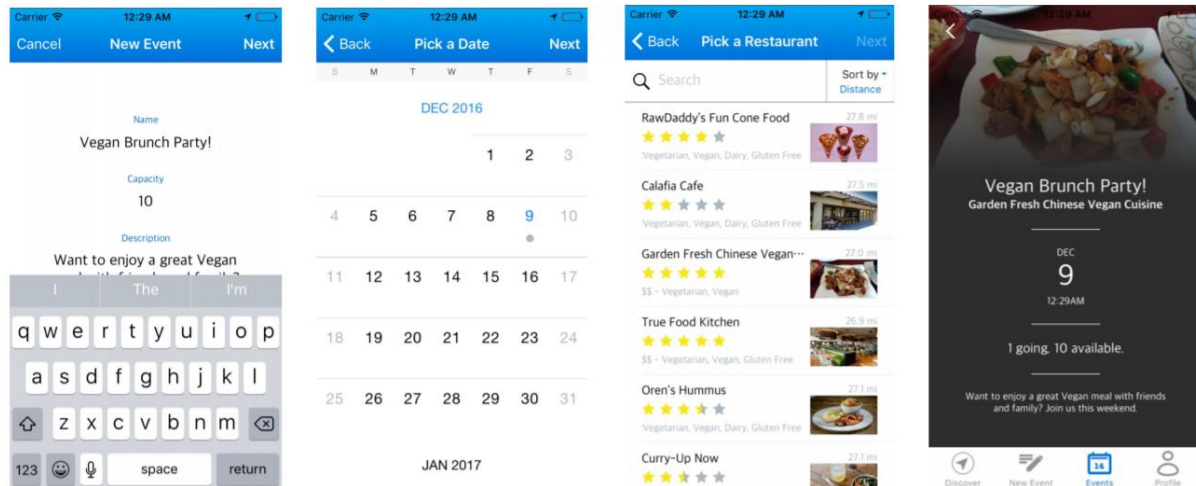 Carrier 12:29 AM
Cancel New Event Next
Name
Vegan Brunch Party!
Capacity
10
Description
Want to enjoy a great Vegan
I The I'm
q w e r t y u i o p
a s d f g h j k l
z x c v b n m
123 space return
Carrier 12:29 AM
Back Pick a Date Next
S M T W T F S
DEC 2016
1 2 3
4 5 6 7 8 9 10
11 12 13 14 15 16 17
18 19 20 21 22 23 24
25 26 27 28 29 30 31
JAN 2017
Carrier 12:29 AM
Back Pick a Restaurant Next
Search Sort by
Distance
RawDaddy's Fun Cone Food 27.8 mi
Vegetarian, Vegan, Dairy, Gluten Free
Calafia Cafe 27.5 mi
Vegetarian, Vegan, Dairy, Gluten Free
Garden Fresh Chinese Vegan··· 27.0 mi
$$ - Vegetarian, Vegan
True Food Kitchen 26.9 mi
$$ - Vegetarian, Vegan, Gluten Free
Oren's Hummus 27.1 mi
Vegetarian, Vegan, Dairy, Gluten Free
Curry-Up Now 27.1 mi
12:29 AM
Vegan Brunch Party!
Garden Fresh Chinese Vegan Cuisine
DEC
9
12:29AM
1 going. 10 available.
Want to enjoy a great Vegan meal with friends
and family? Join us this weekend.
14
Discover New Event Events Profile